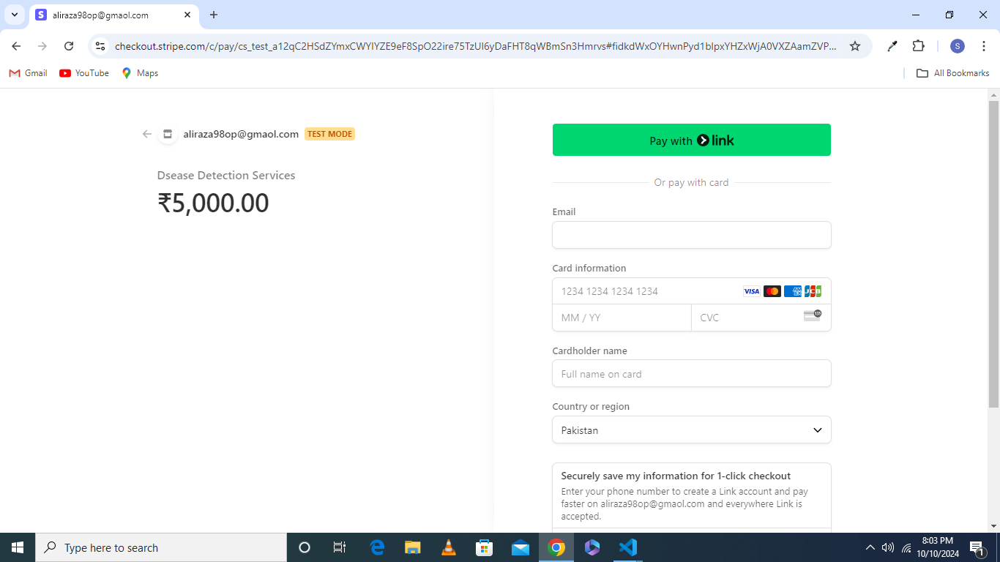 aliraza98op@gmaol.com
checkout.stripe.com/c/pay/cs_test_a12qC2HSdZYmxCWYlYZE9eF8SpO22ire75TzUI6yDaFHT8qWBmSn3Hmrvs#fidkdWxOYHwnPyd1blpxYHZxWjA0VXZAamZVP...
S
Gmail
YouTube
Maps
All Bookmarks
aliraza98op@gmaol.com TEST MODE
Dsease Detection Services
₹5,000.00
Pay with link
Or pay with card
Email
Card information
1234 1234 1234 1234 VISA JCB
MM / YY CVC
Cardholder name
Full name on card
Country or region
Pakistan
Securely save my information for 1-click checkout
Enter your phone number to create a Link account and pay
faster on aliraza98op@gmaol.com and everywhere Link is
accepted.
Type here to search
8:03 PM
10/10/2024
1